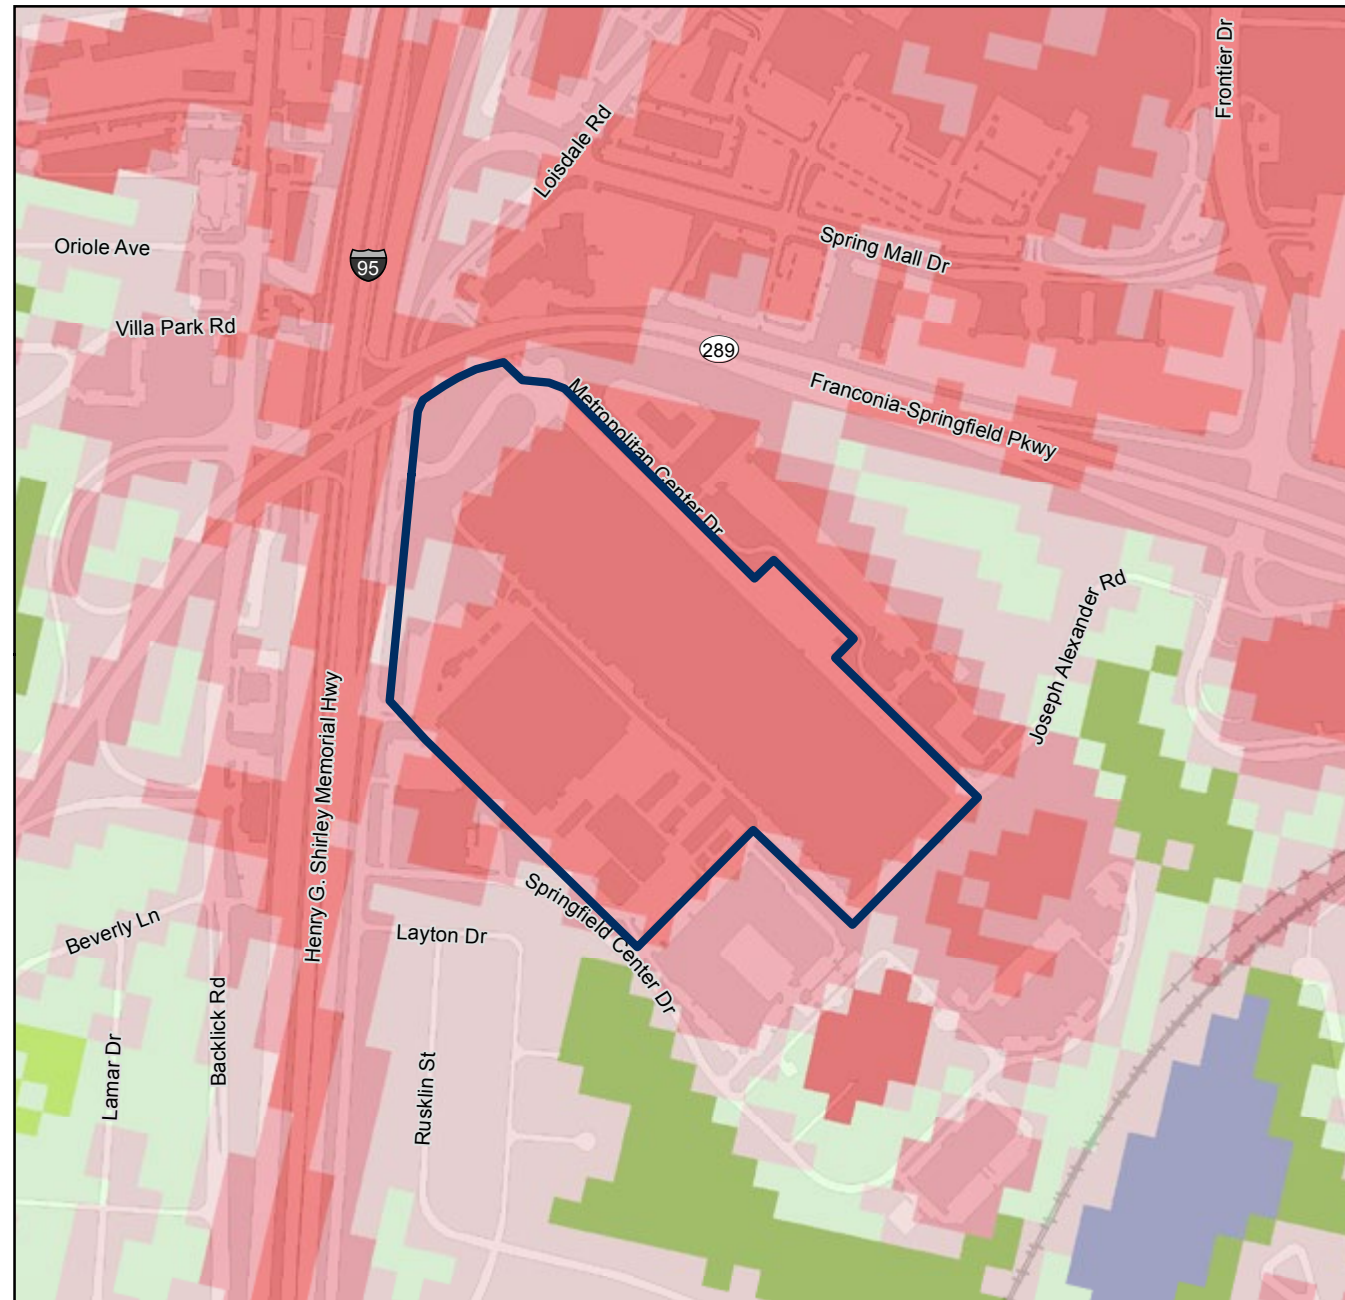 Frontier Dr
Loisdale Rd
Oriole Ave
Spring Mall Dr
95
Villa Park Rd
289
Franconia-Springfield Pkwy
Metropolitan Center Dr
Joseph Alexander Rd
Henry G. Shirley Memorial Hwy
Springfield Center Dr
Beverly Ln
Layton Dr
Backlick Rd
Lamar Dr
Rusklin St